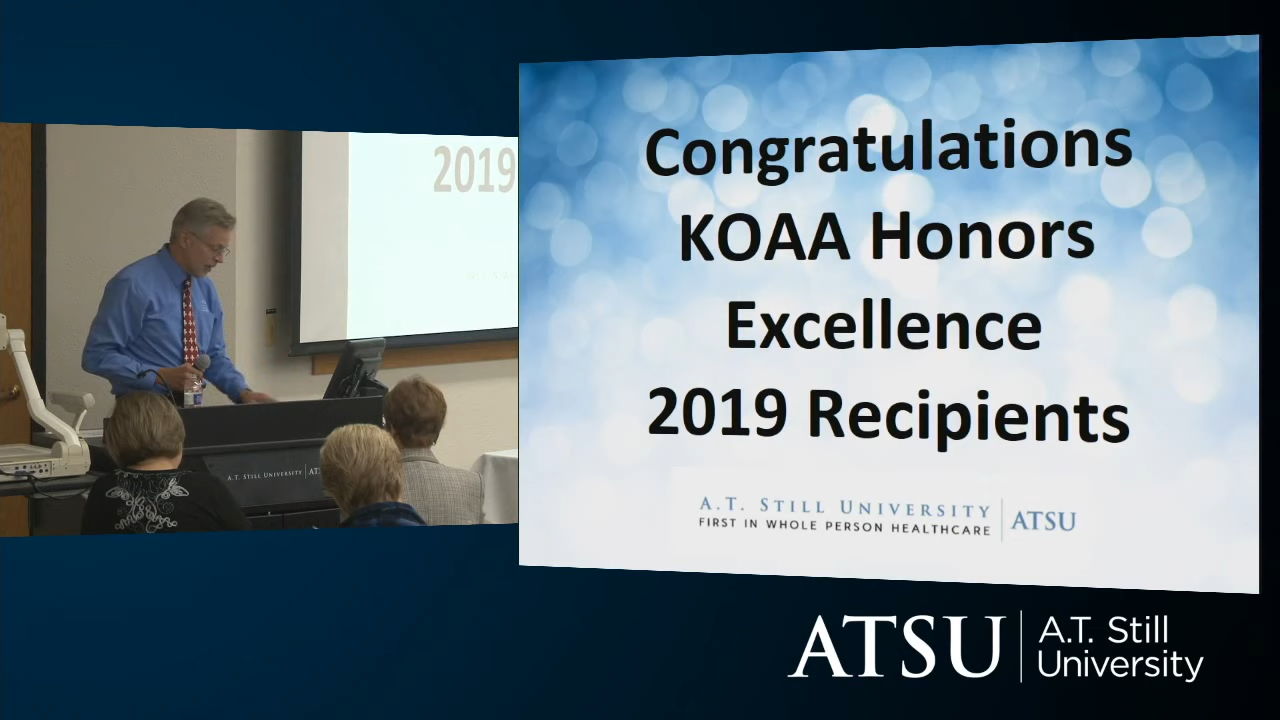 2019
Congratulations
KOAA Honors
Excellence
2019 Recipients
A.T. STILL UNIVERSITY | ATSU
FIRST IN WHOLE PERSON HEALTHCARE
A.T. STILL UNIVERSITY | AT
ATSU | A.T. Still
University